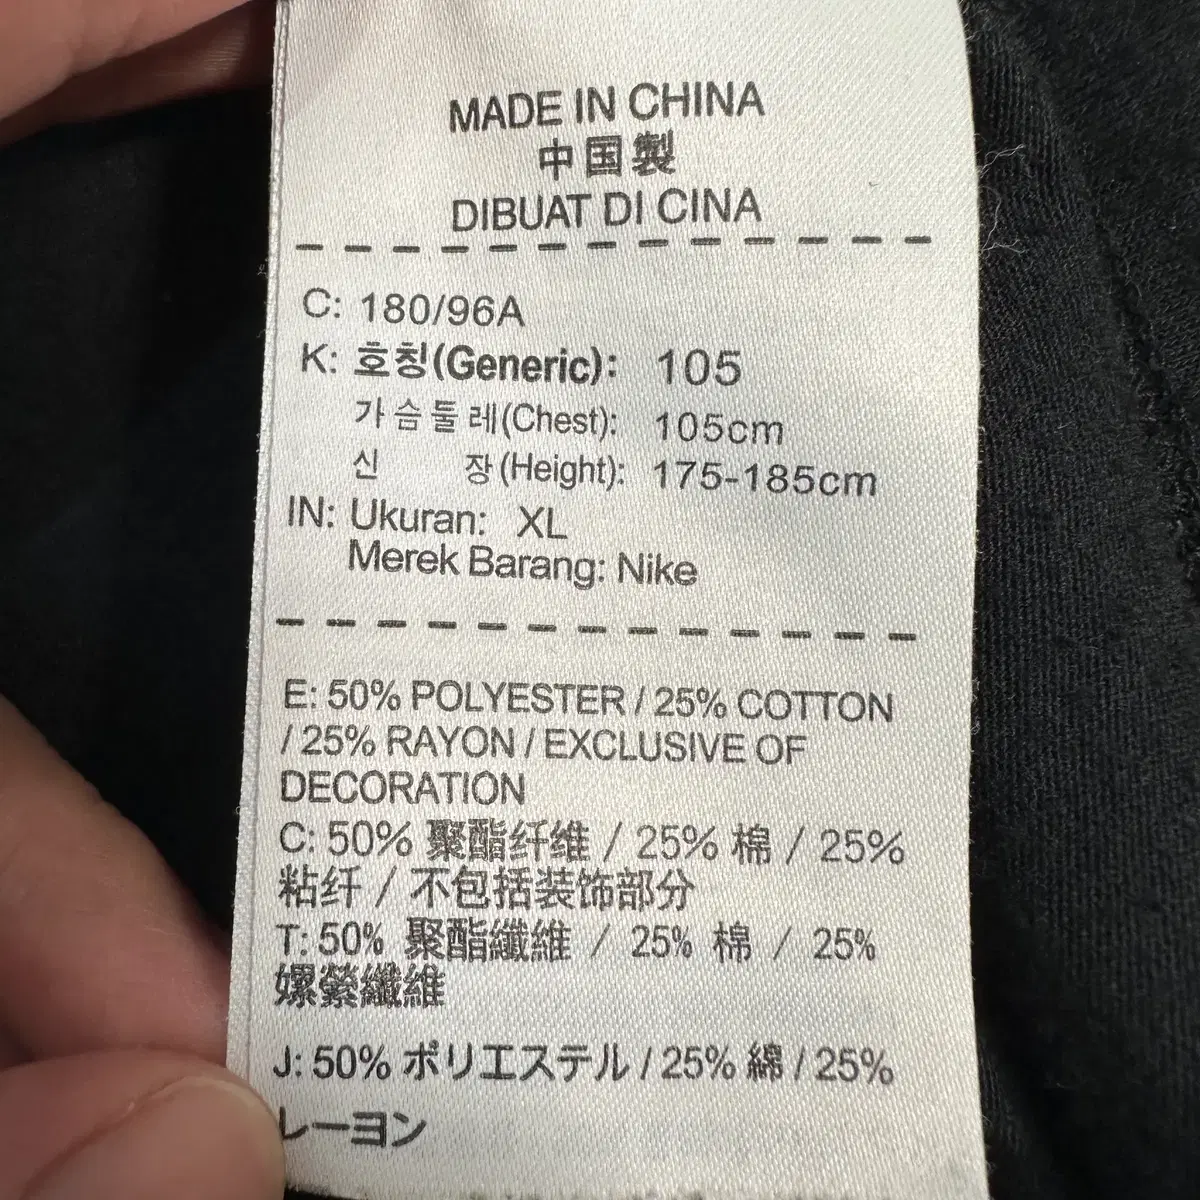 MADE IN CHINA
中国製
DIBUAT DI CINA
C: 180/96A
K: 호칭(Generic): 105
가슴둘레(Chest): 105cm
신 장(Height): 175-185cm
IN: Ukuran: XL
Merek Barang: Nike
E: 50% POLYESTER / 25% COTTON
/ 25% RAYON / EXCLUSIVE OF
DECORATION
C: 50% 聚酯纤维 / 25% 棉 / 25%
粘纤 / 不包括装饰部分
T: 50% 聚酯纖維 / 25% 棉 / 25%
嫘縈纖維
J: 50% ポリエステル / 25% 綿 / 25%
レーヨン